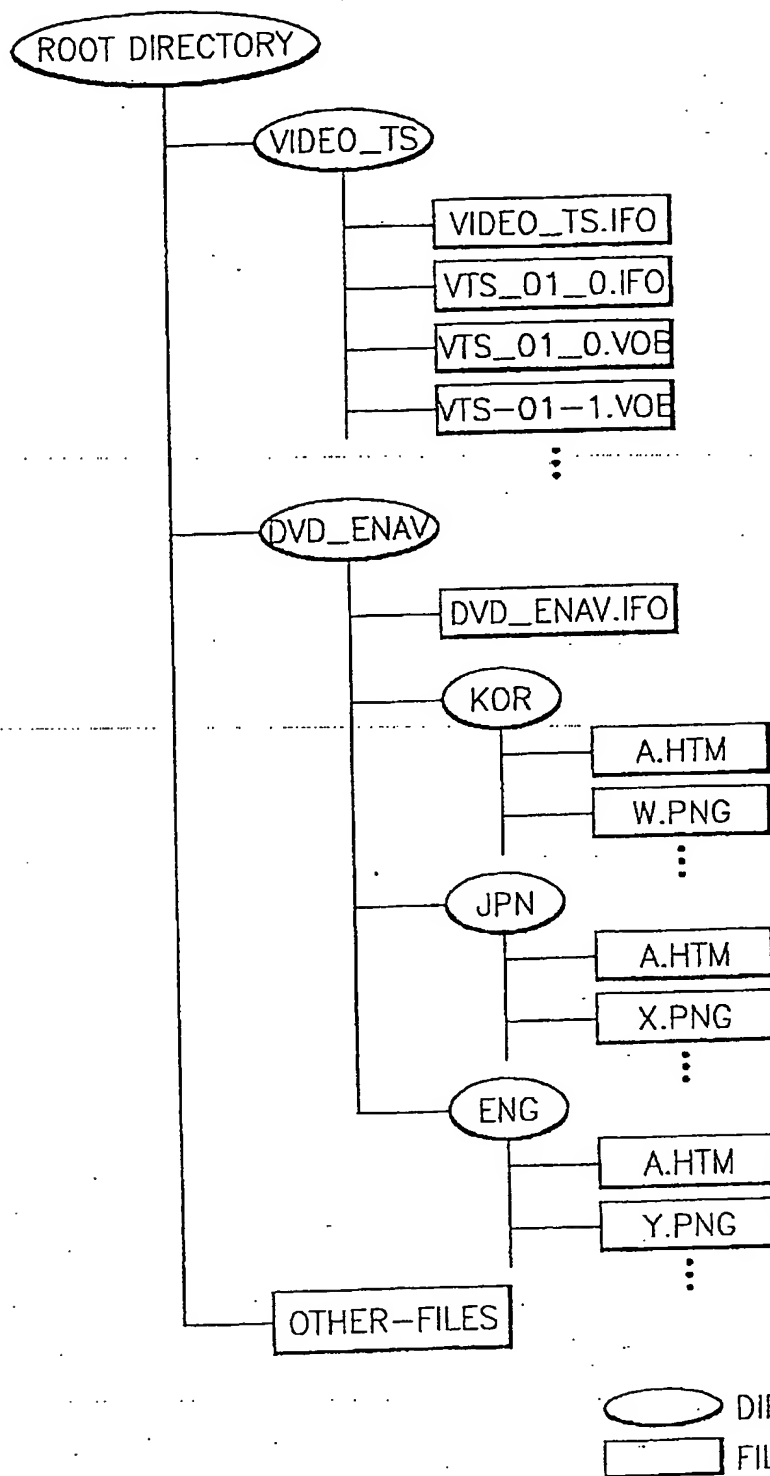 ROOT DIRECTORY
VIDEO_TS
VIDEO_TS.IFO
VTS_01_0.IFO
VTS_01_0.VOB
VTS-01-1.VOB
DVD_ENAV
DVD_ENAV.IFO
KOR
A.HTM
W.PNG
JPN
A.HTM
X.PNG
ENG
A.HTM
Y.PNG
OTHER-FILES